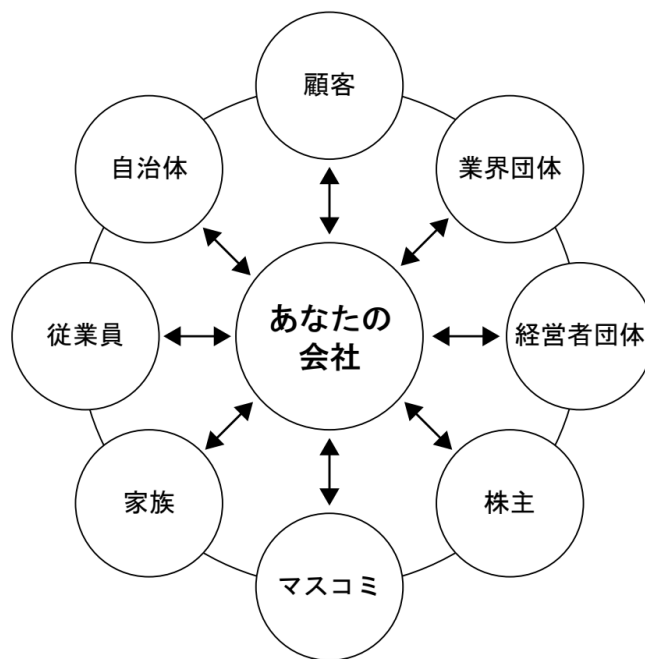 顧客
自治体
業界団体
従業員
あなたの
会社
経営者団体
家族
株主
マスコミ